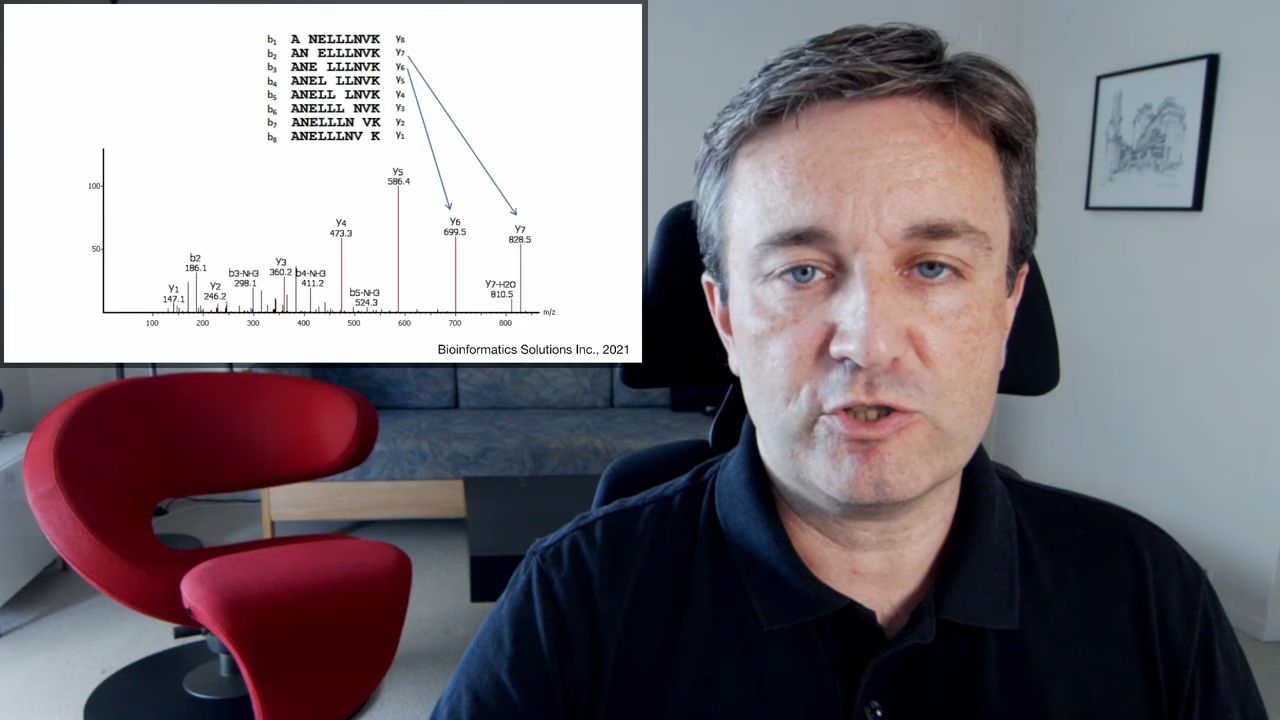 b1 A NELLLNVK y8
b2 AN ELLLNVK y7
b3 ANE LLLNVK y6
b4 ANEL LLNVK y5
b5 ANELL LNVK y4
b6 ANELLL NVK y3
b7 ANELLLN VK y2
b8 ANELLLNV K y1
100
50
y1
147.1
b2
186.1
y2
246.2
b3-NH3
298.1
y3
360.2
b4-NH3
411.2
y4
473.3
b5-NH3
524.3
y5
586.4
y6
699.5
y7-H2O
810.5
y7
828.5
100 200 300 400 500 600 700 800 m/z
Bioinformatics Solutions Inc., 2021